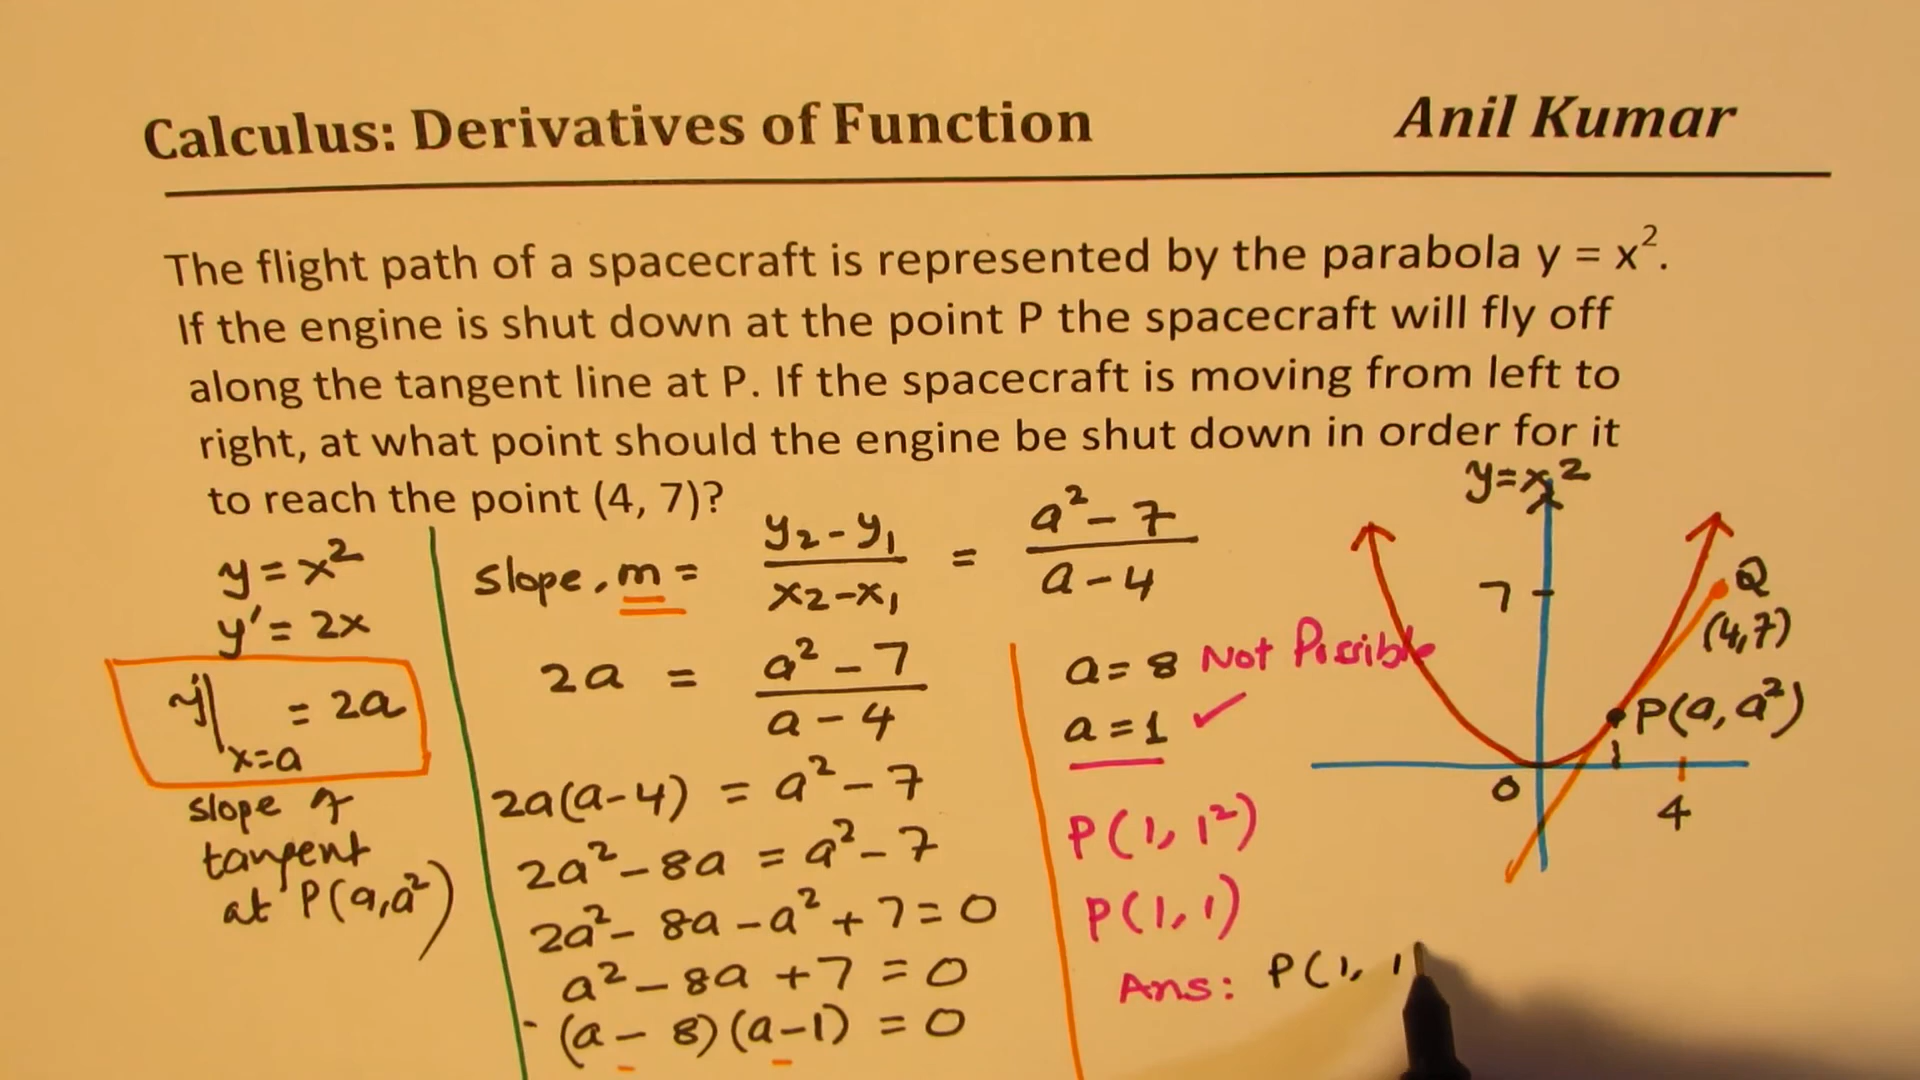 Calculus: Derivatives of Function
Anil Kumar
The flight path of a spacecraft is represented by the parabola y = x².
If the engine is shut down at the point P the spacecraft will fly off
along the tangent line at P. If the spacecraft is moving from left to
right, at what point should the engine be shut down in order for it
to reach the point (4, 7)?
y = x²
y' = 2x
y'|x=a = 2a
slope of
tangent
at P(a,a²)
slope, m = (y₂-y₁)/(x₂-x₁) = (a²-7)/(a-4)
2a = (a²-7)/(a-4)
2a(a-4) = a²-7
2a²-8a = a²-7
2a²-8a-a²+7=0
a²-8a+7 = 0
(a-8)(a-1) = 0
a = 8 Not Possible
a = 1 ✓
P(1, 1²)
P(1, 1)
Ans: P(1, 1
y=x²
7
Q
(4,7)
P(a, a²)
1
0
4